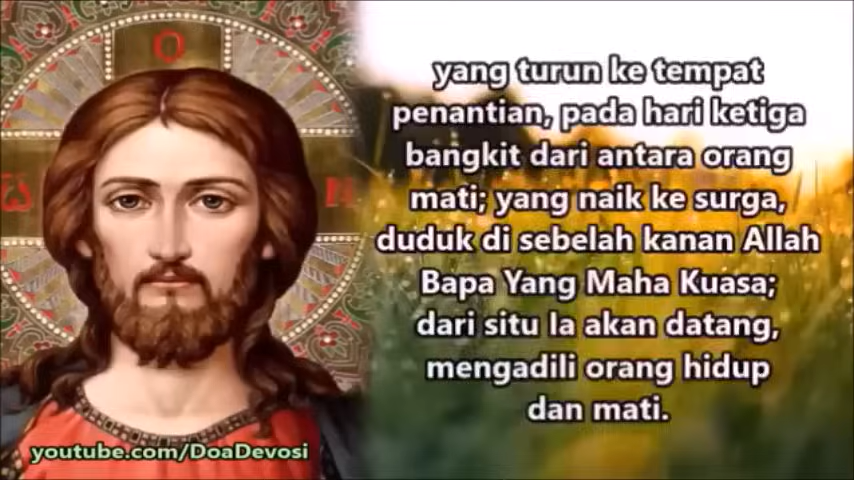 O
ω
N
yang turun ke tempat
penantian, pada hari ketiga
bangkit dari antara orang
mati; yang naik ke surga,
duduk di sebelah kanan Allah
Bapa Yang Maha Kuasa;
dari situ Ia akan datang,
mengadili orang hidup
dan mati.
youtube.com/DoaDevosi